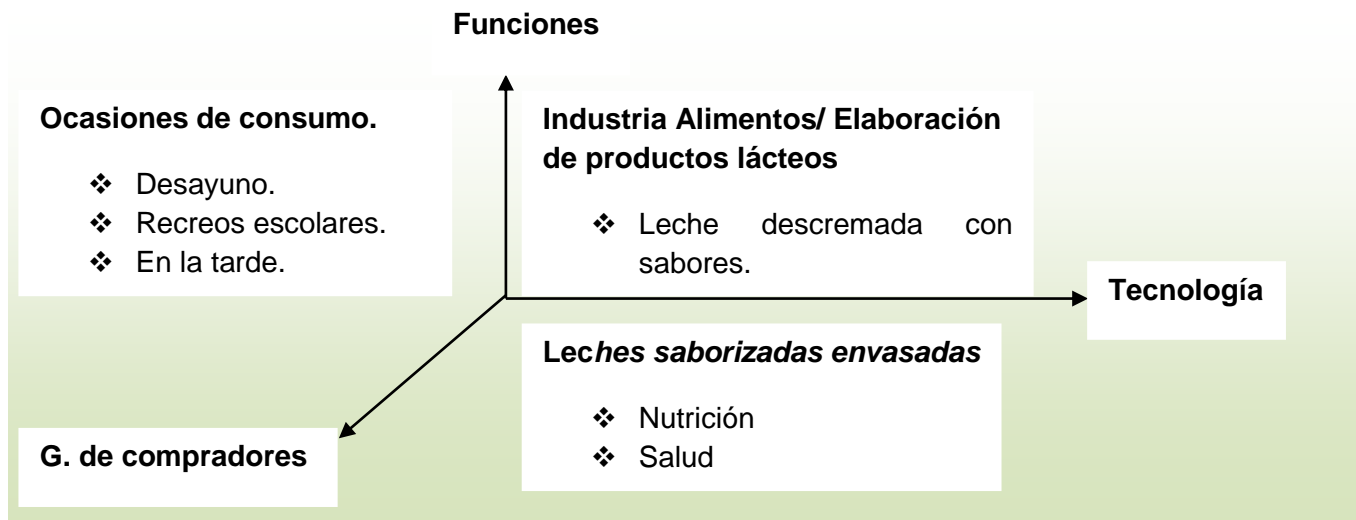 Funciones
Ocasiones de consumo.
❖ Desayuno.
❖ Recreos escolares.
❖ En la tarde.
Industria Alimentos/ Elaboración
de productos lácteos
❖ Leche descremada con
sabores.
Tecnología
Leches saborizadas envasadas
❖ Nutrición
❖ Salud
G. de compradores